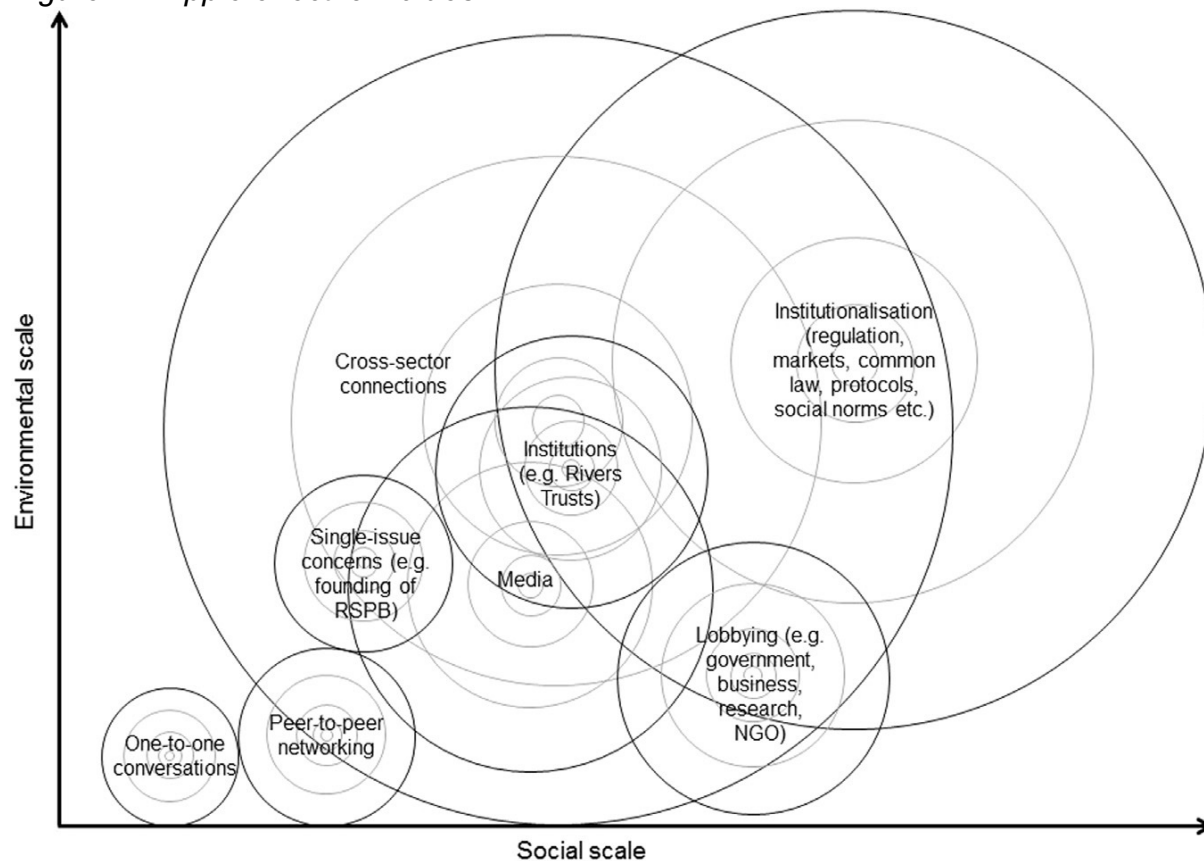 Environmental scale
Institutionalisation
(regulation,
markets, common
law, protocols,
social norms etc.)
Cross-sector
connections
Institutions
(e.g. Rivers
Trusts)
Single-issue
concerns (e.g.
founding of
RSPB)
Media
Lobbying (e.g.
government,
business,
research,
NGO)
Peer-to-peer
networking
One-to-one
conversations
Social scale